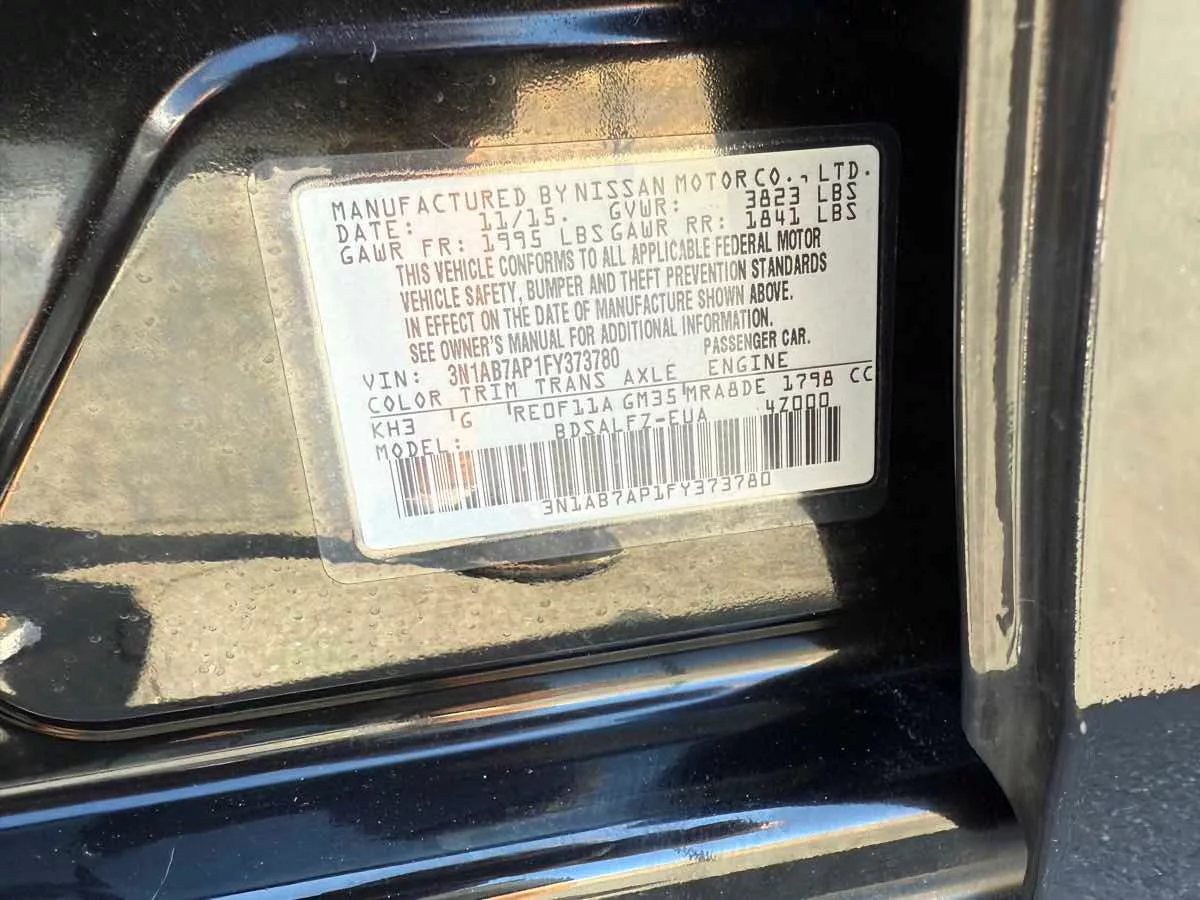 MANUFACTURED BY NISSAN MOTOR CO., LTD.
DATE: 11/15. GVWR: 3823 LBS
GAWR FR: 1995 LBS GAWR RR: 1841 LBS
THIS VEHICLE CONFORMS TO ALL APPLICABLE FEDERAL MOTOR
VEHICLE SAFETY, BUMPER AND THEFT PREVENTION STANDARDS
IN EFFECT ON THE DATE OF MANUFACTURE SHOWN ABOVE.
SEE OWNER'S MANUAL FOR ADDITIONAL INFORMATION.
VIN: 3N1AB7AP1FY373780 PASSENGER CAR.
COLOR TRIM TRANS AXLE ENGINE
KH3 G RE0F11A GM35 MRA8DE 1798 CC
MODEL: BDSALFZ-EUA 4Z000
3N1AB7AP1FY373780